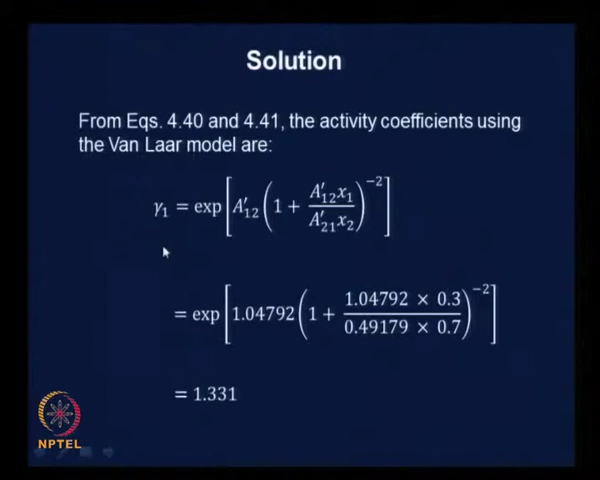 Solution
From Eqs. 4.40 and 4.41, the activity coefficients using
the Van Laar model are:
γ₁ = exp[A′₁₂(1 + A′₁₂x₁/A′₂₁x₂)⁻²]
= exp[1.04792(1 + 1.04792 × 0.3/0.49179 × 0.7)⁻²]
= 1.331
NPTEL